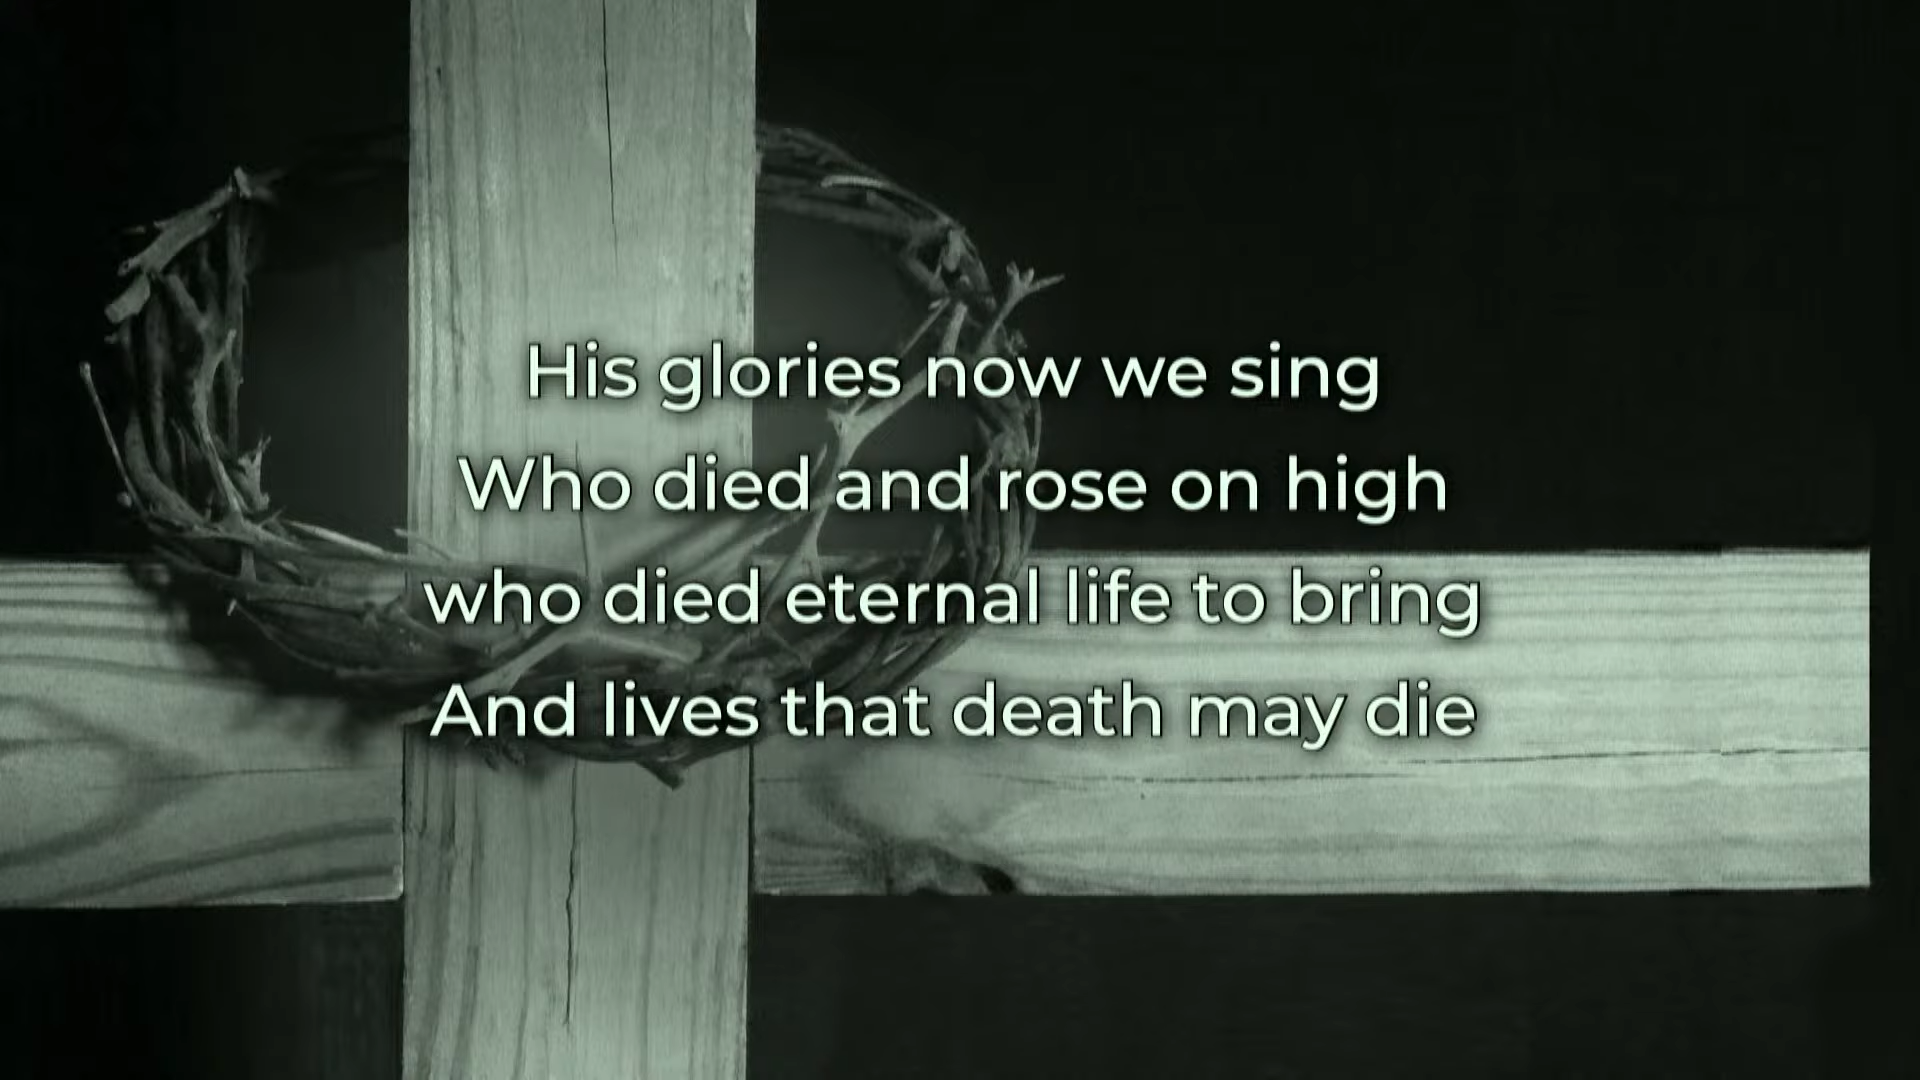 His glories now we sing
Who died and rose on high
who died eternal life to bring
And lives that death may die